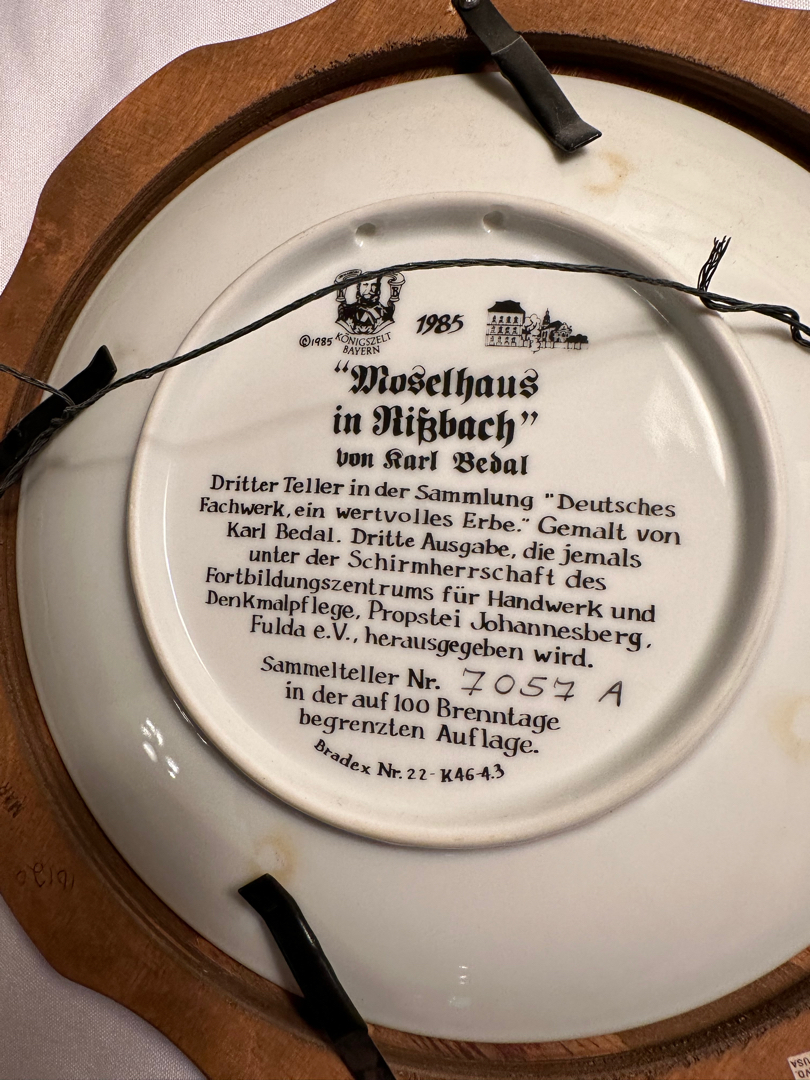 ©1985 KÖNIGSZELT
BAYERN
1985
"Moselhaus
in Rißbach"
von Karl Bedal
Dritter Teller in der Sammlung "Deutsches
Fachwerk, ein wertvolles Erbe." Gemalt von
Karl Bedal. Dritte Ausgabe, die jemals
unter der Schirmherrschaft des
Fortbildungszentrums für Handwerk und
Denkmalpflege, Propstei Johannesberg,
Fulda e.V., herausgegeben wird.
Sammelteller Nr. 7057 A
in der auf 100 Brenntage
begrenzten Auflage.
Bradex Nr. 22-K46-4.3
USA